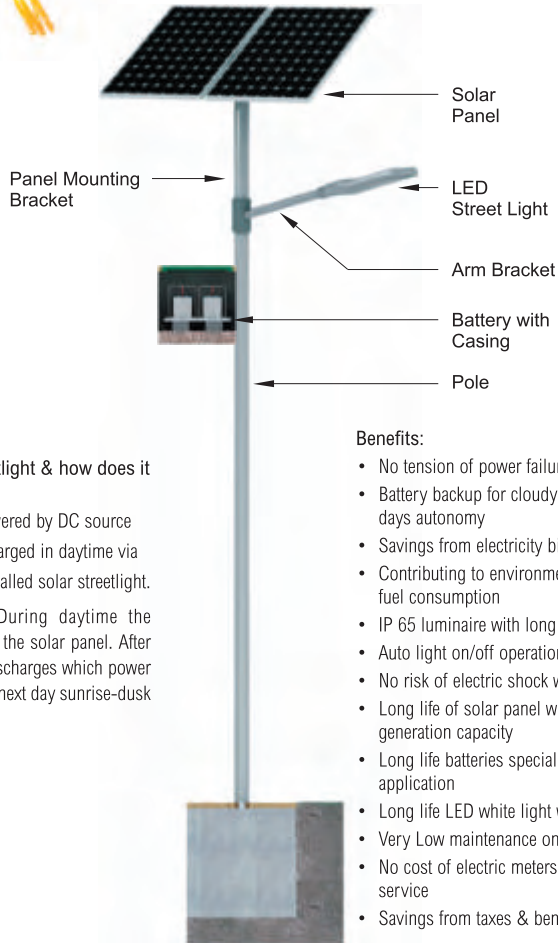 Solar
Panel
Panel Mounting
Bracket
LED
Street Light
Arm Bracket
Battery with
Casing
Pole
tlight & how does it
ered by DC source
arged in daytime via
alled solar streetlight.
During daytime the
the solar panel. After
scharges which power
next day sunrise-dusk
Benefits:
• No tension of power failu
• Battery backup for cloudy
days autonomy
• Savings from electricity bi
• Contributing to environme
fuel consumption
• IP 65 luminaire with long
• Auto light on/off operation
• No risk of electric shock w
• Long life of solar panel w
generation capacity
• Long life batteries special
application
• Long life LED white light w
• Very Low maintenance on
• No cost of electric meters
service
• Savings from taxes & ben